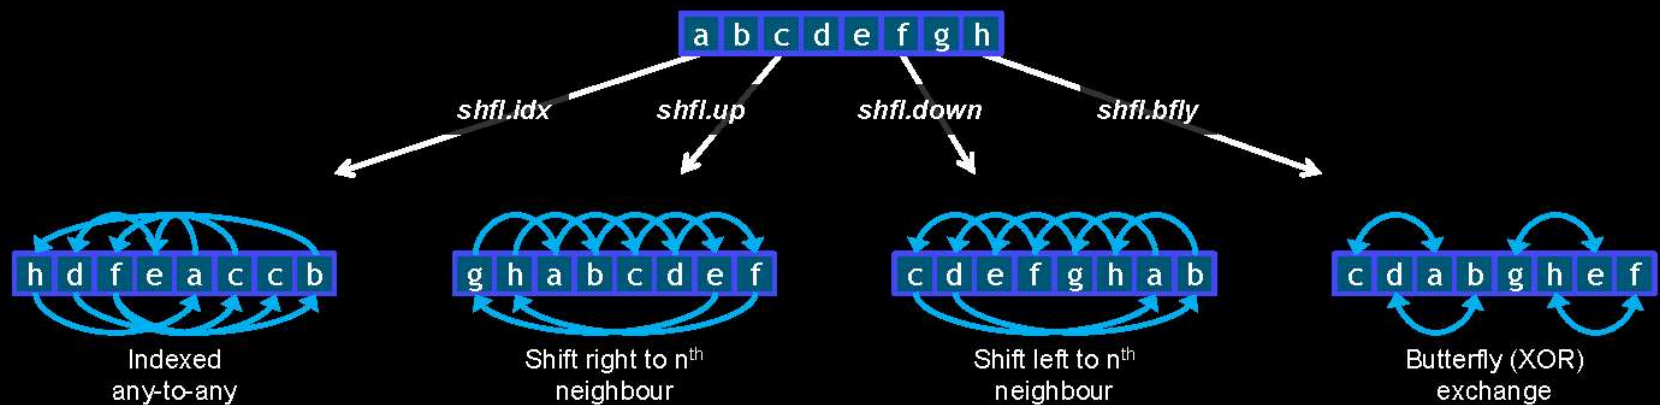 a b c d e f g h
shfl.idx shfl.up shfl.down shfl.bfly
h d f e a c c b
g h a b c d e f
c d e f g h a b
c d a b g h e f
Indexed
any-to-any
Shift right to nth
neighbour
Shift left to nth
neighbour
Butterfly (XOR)
exchange